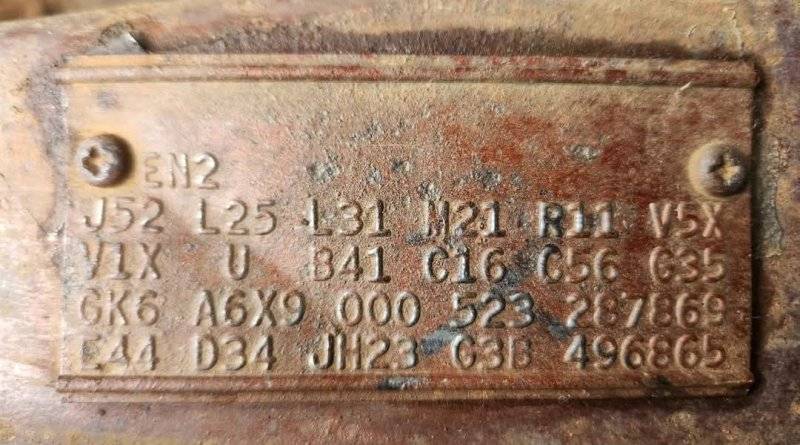 EN2
J52 L25 L31 M21 R11 V5X
V1X U B41 C16 C56 G35
GK6 A6X9 000 523 287869
E44 D34 JH23 G3B 496865